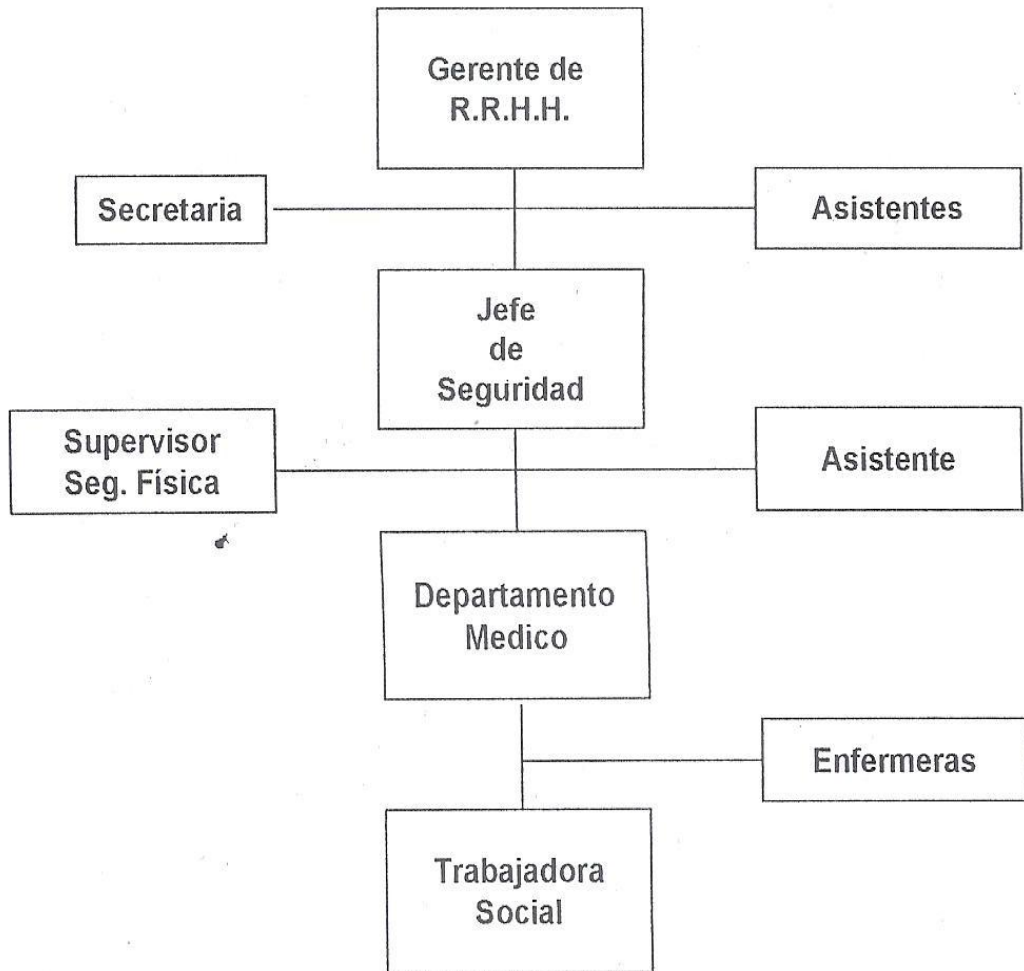 Gerente de
R.R.H.H.
Secretaria
Asistentes
Jefe
de
Seguridad
Supervisor
Seg. Física
Asistente
Departamento
Medico
Enfermeras
Trabajadora
Social